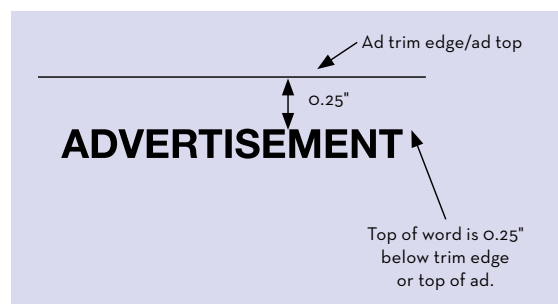 Ad trim edge/ad top
0.25"
ADVERTISEMENT
Top of word is 0.25"
below trim edge
or top of ad.